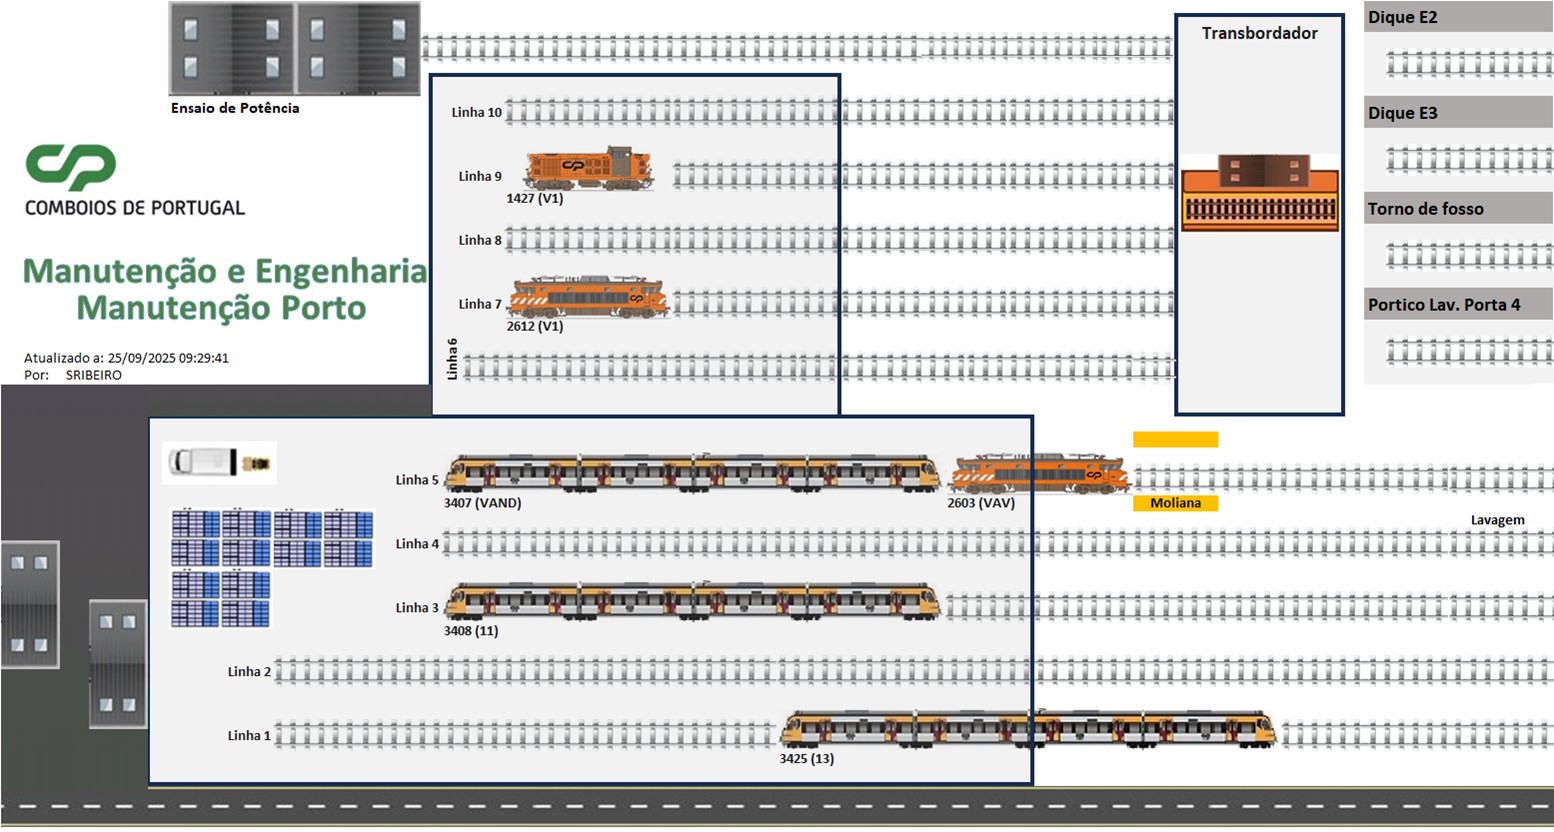 Ensaio de Potência
CP
COMBOIOS DE PORTUGAL
Manutenção e Engenharia
Manutenção Porto
Atualizado a: 25/09/2025 09:29:41
Por: SRIBEIRO
Linha 10
Linha 9
1427 (V1)
Linha 8
Linha 7
2612 (V1)
Linha 6
Transbordador
Dique E2
Dique E3
Torno de fosso
Portico Lav. Porta 4
Linha 5
3407 (VAND)
2603 (VAV)
Moliana
Lavagem
Linha 4
Linha 3
3408 (11)
Linha 2
Linha 1
3425 (13)